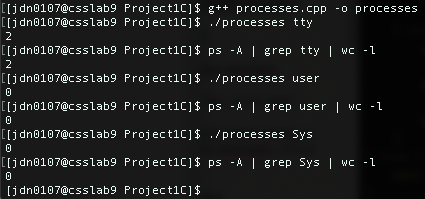 [[jdn0107@csslab9 Project1C]$ g++ processes.cpp -o processes
[[jdn0107@csslab9 Project1C]$ ./processes tty
2
[[jdn0107@csslab9 Project1C]$ ps -A | grep tty | wc -l
2
[[jdn0107@csslab9 Project1C]$ ./processes user
0
[[jdn0107@csslab9 Project1C]$ ps -A | grep user | wc -l
0
[[jdn0107@csslab9 Project1C]$ ./processes Sys
0
[[jdn0107@csslab9 Project1C]$ ps -A | grep Sys | wc -l
0
[jdn0107@csslab9 Project1C]$